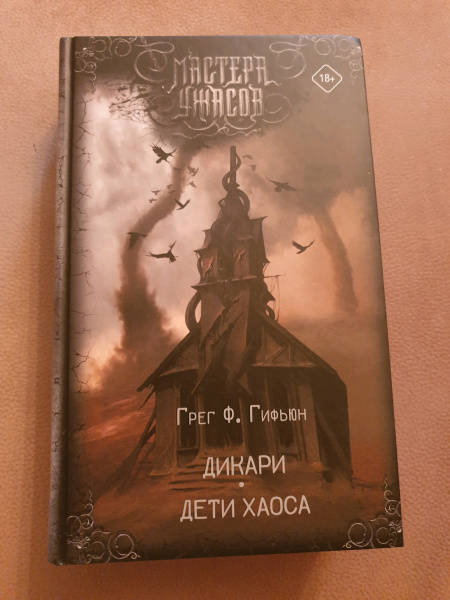 МАСТЕРА
УЖАСОВ
18+
ГРЕГ Ф. ГИФЬЮН
ДИКАРИ
•
ДЕТИ ХАОСА